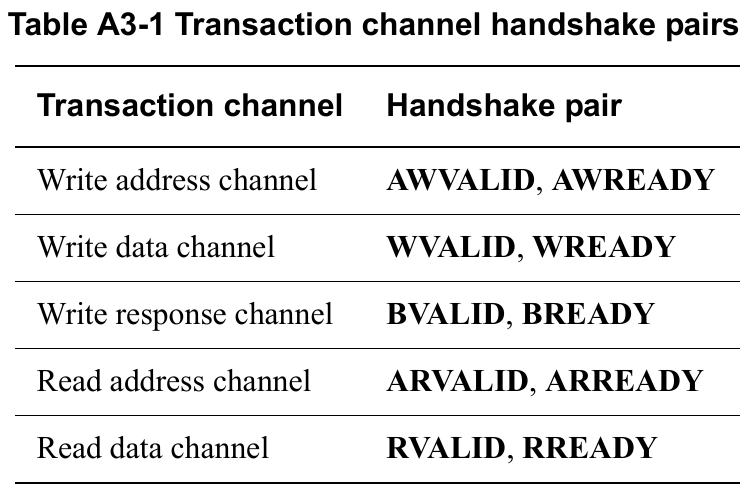 Table A3-1 Transaction channel handshake pairs
Transaction channel Handshake pair
Write address channel AWVALID, AWREADY
Write data channel WVALID, WREADY
Write response channel BVALID, BREADY
Read address channel ARVALID, ARREADY
Read data channel RVALID, RREADY